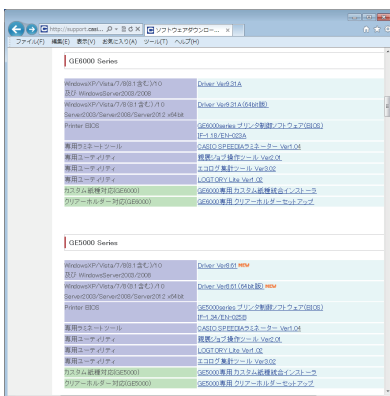 http://support.casi...
ソフトウェアダウンロー...
ファイル(F) 編集(E) 表示(V) お気に入り(A) ツール(T) ヘルプ(H)
GE6000 Series
WindowsXP/Vista/7/8(8.1含む)/10
及び WindowsServer2003/2008
Driver Ver9.31A
WindowsXP/Vista/7/8(8.1含む)/10
Server2003/Server2008/Server2012 x64bit
Driver Ver9.31A(64bit版)
Printer BIOS
GE6000series プリンタ制御ソフトウェア(BIOS)
IF-1.18/EN-023A
専用ラミネートツール
CASIO SPEEDIAラミネーター Ver1.04
専用ユーティリティ
親展ジョブ操作ツール Ver2.01
専用ユーティリティ
エコログ集計ツール Ver3.02
専用ユーティリティ
LOGTORY Lite Ver1.02
カスタム紙種対応(GE6000)
GE6000専用 カスタム紙種統合インストーラ
クリアーホルダー対応(GE6000)
GE6000専用 クリアーホルダーセットアップ
GE5000 Series
WindowsXP/Vista/7/8(8.1含む)/10
及び WindowsServer2003/2008
Driver Ver8.61 NEW
WindowsXP/Vista/7/8(8.1含む)/10
Server2003/Server2008/Server2012 x64bit
Driver Ver8.61(64bit版) NEW
Printer BIOS
GE5000series プリンタ制御ソフトウェア(BIOS)
IF-1.34/EN-025B
専用ラミネートツール
CASIO SPEEDIAラミネーター Ver1.04
専用ユーティリティ
親展ジョブ操作ツール Ver2.01
専用ユーティリティ
LOGTORY Lite Ver1.02
専用ユーティリティ
エコログ集計ツール Ver3.02
カスタム紙種対応(GE5000)
GE5000専用 カスタム紙種統合インストーラ
クリアーホルダー対応(GE5000)
GE5000専用 クリアーホルダーセットアップ